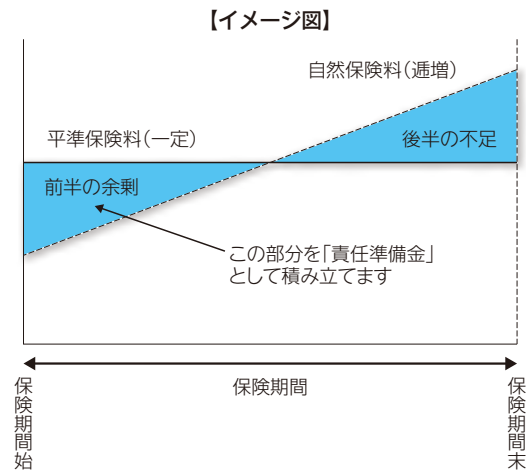 【イメージ図】
自然保険料(逓増)
平準保険料(一定)
後半の不足
前半の余剰
この部分を「責任準備金」
として積み立てます
保険期間
保険期間始
保険期間末